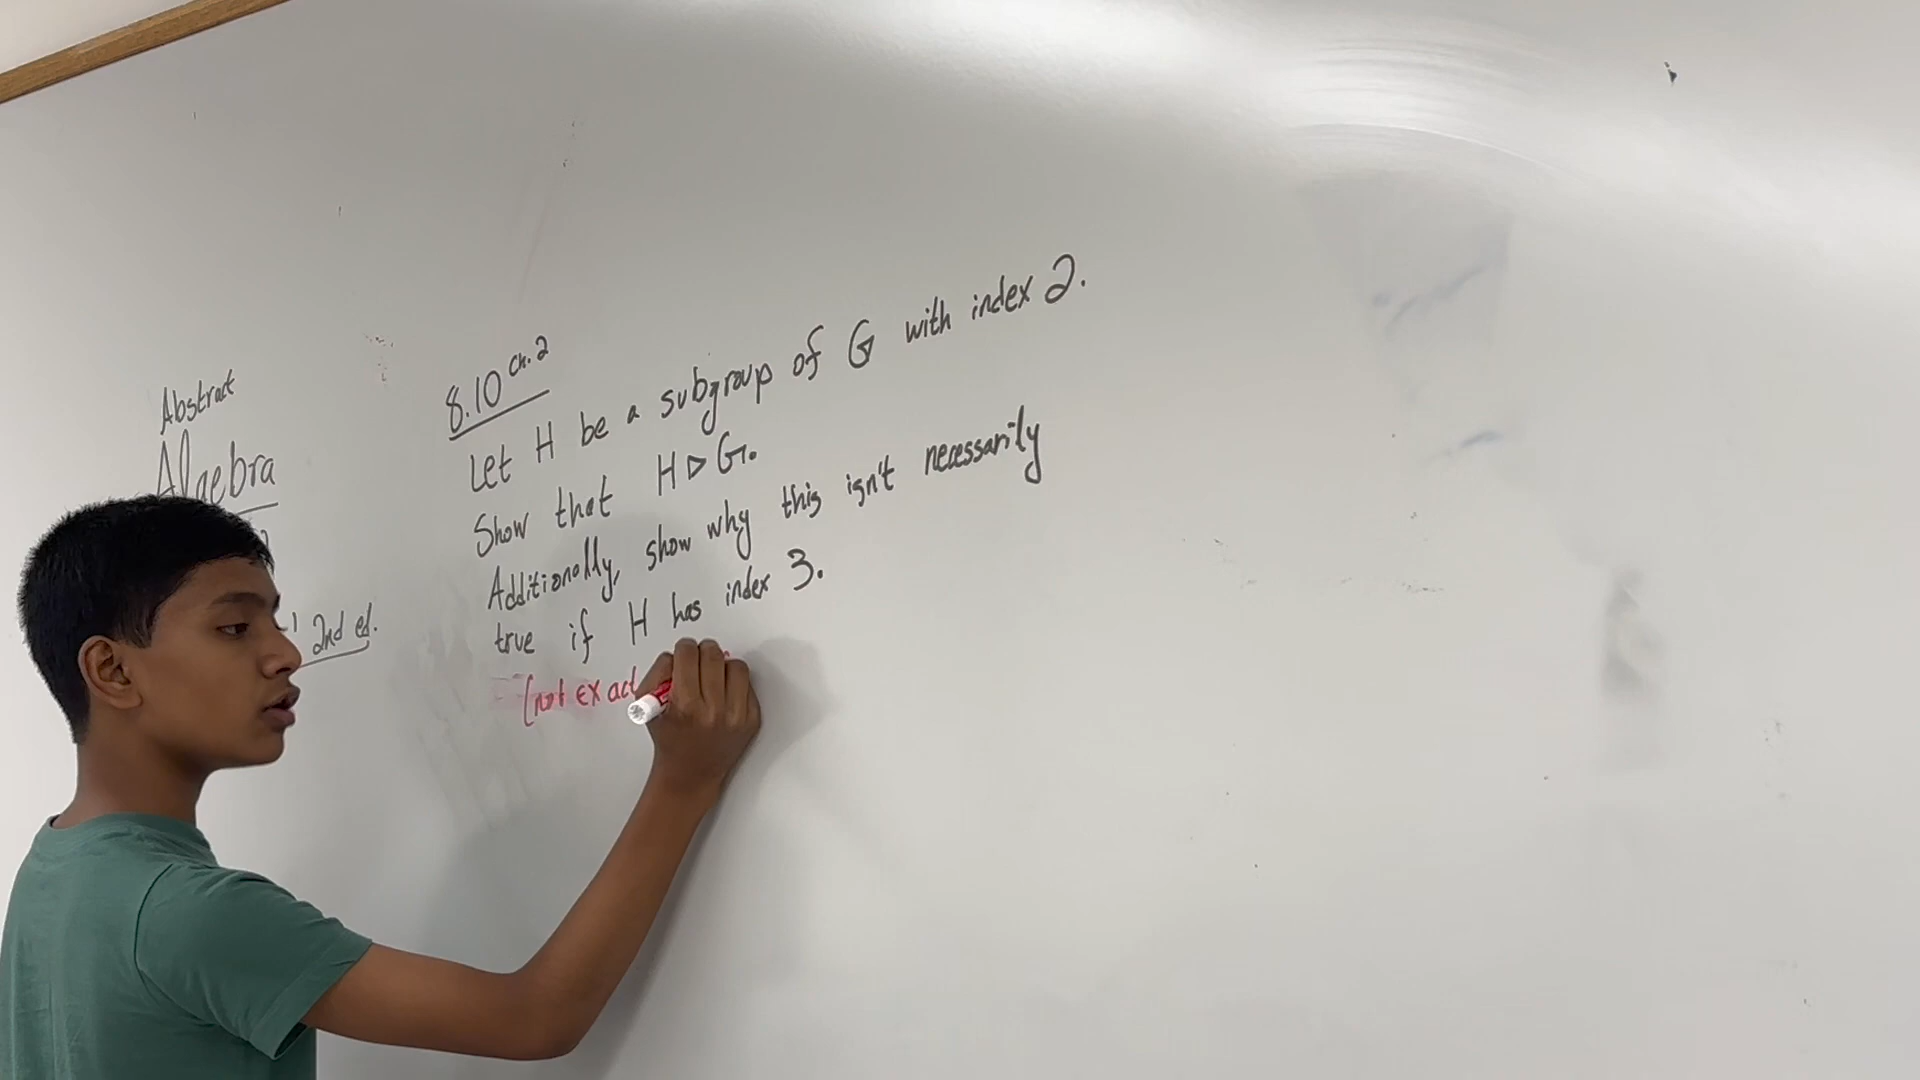 Abstract
Algebra
2nd ed.
8.10 Ch. 2
Let H be a subgroup of G with index 2.
Show that H ▷ G.
Additionally, show why this isn't necessarily
true if H has index 3.
(not exact